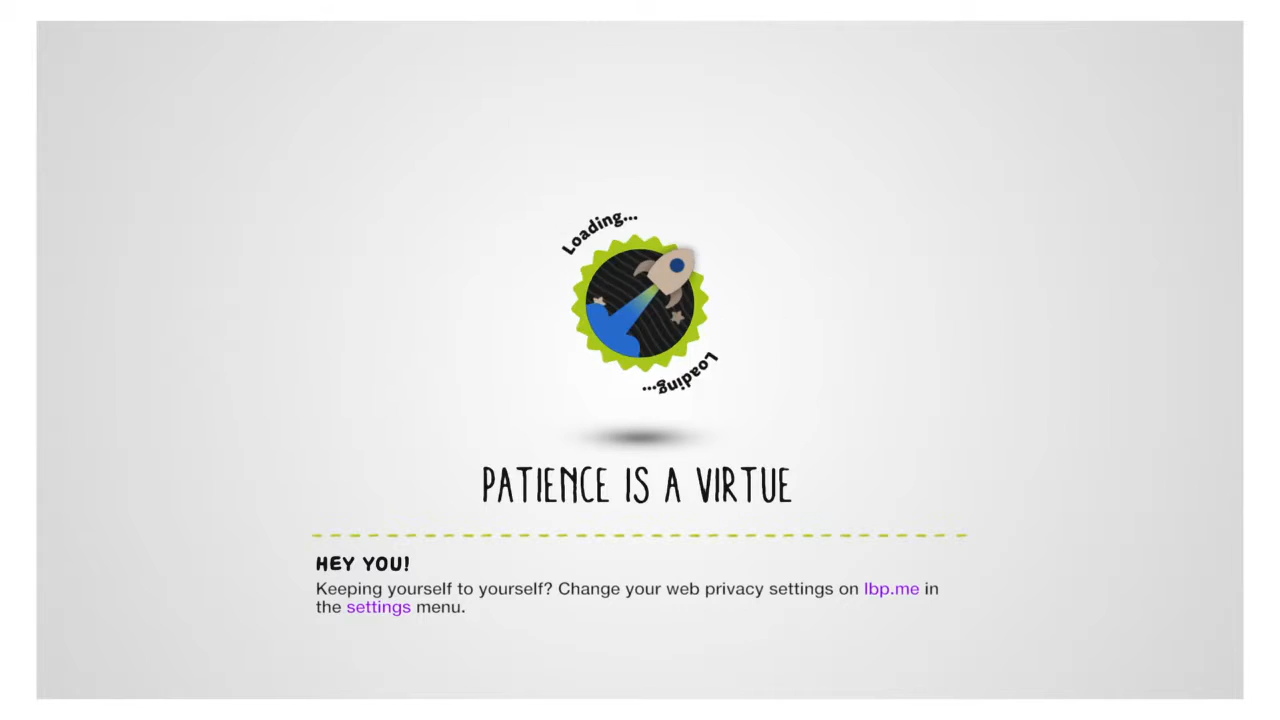 Loading...
Loading...
PATIENCE IS A VIRTUE
HEY YOU!
Keeping yourself to yourself? Change your web privacy settings on lbp.me in
the settings menu.